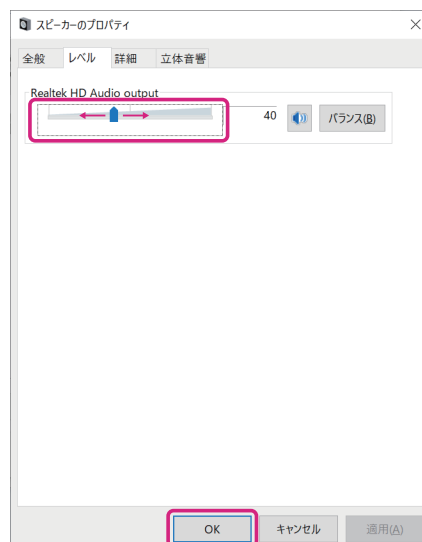 スピーカーのプロパティ
全般 レベル 詳細 立体音響
Realtek HD Audio output
40 バランス(B)
OK キャンセル 適用(A)